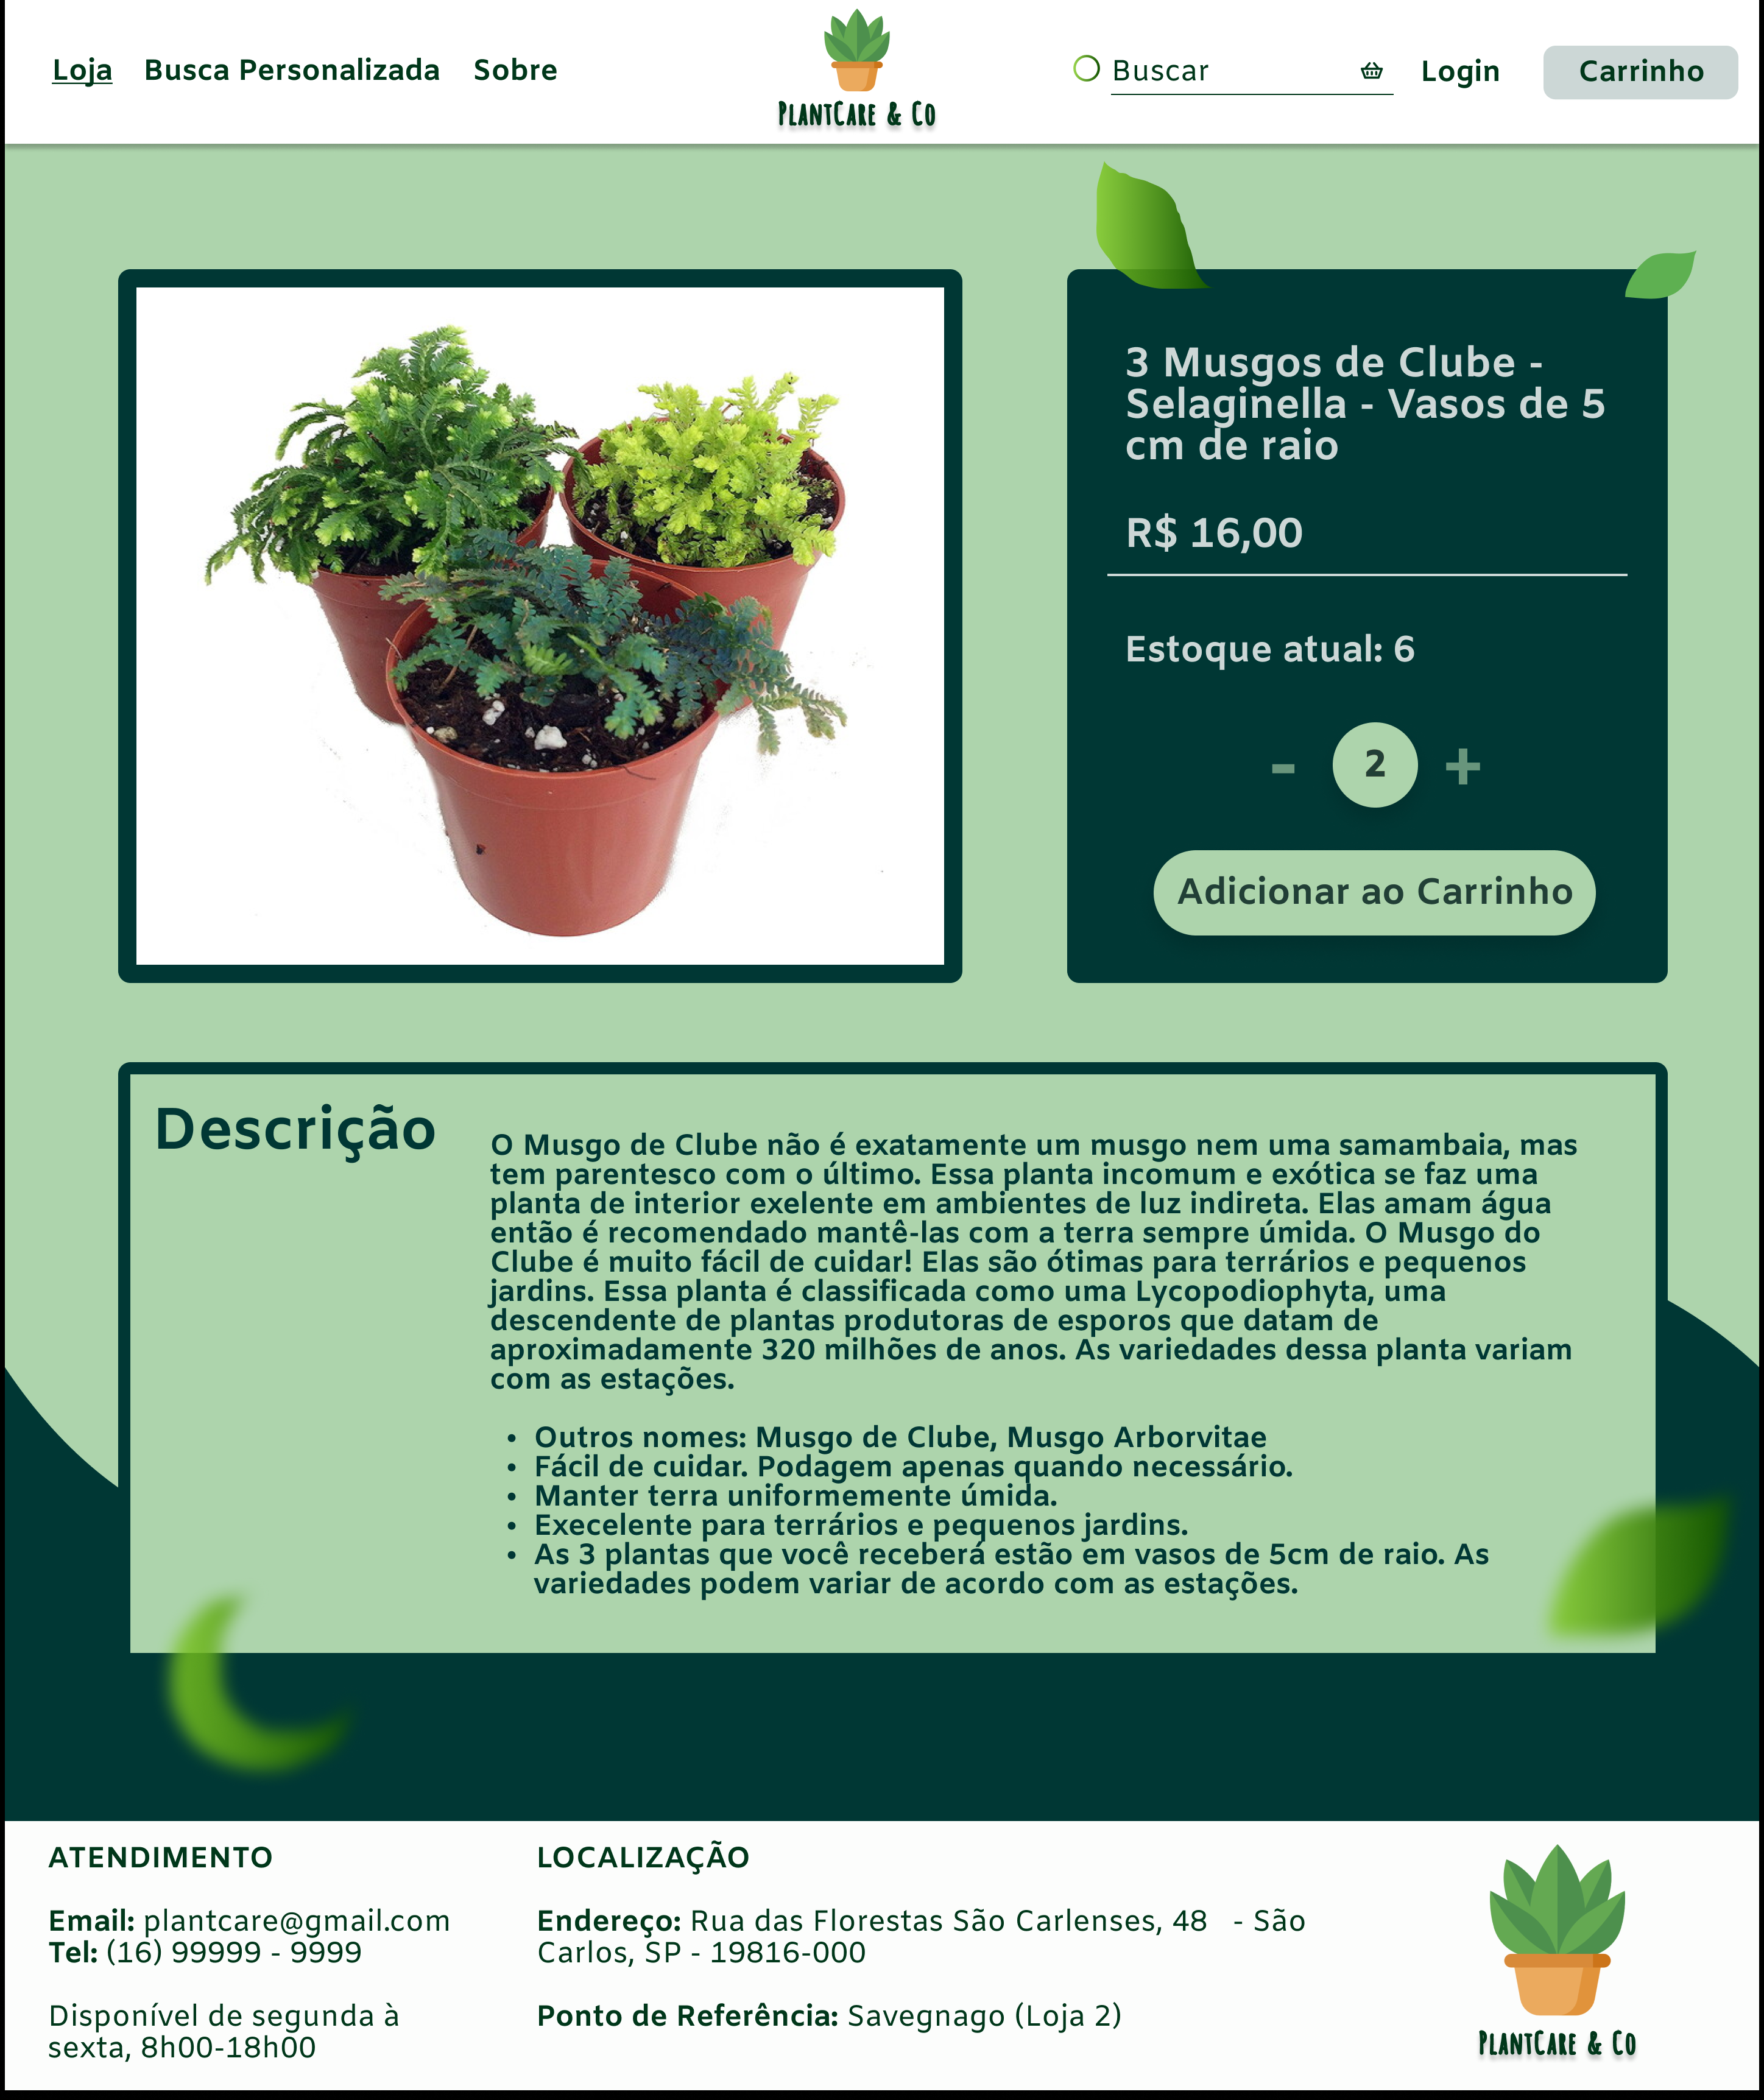 Loja Busca Personalizada Sobre
PLANTCARE & CO
Buscar Login Carrinho
3 Musgos de Clube -
Selaginella - Vasos de 5
cm de raio
R$ 16,00
Estoque atual: 6
- 2 +
Adicionar ao Carrinho
Descrição
O Musgo de Clube não é exatamente um musgo nem uma samambaia, mas
tem parentesco com o último. Essa planta incomum e exótica se faz uma
planta de interior exelente em ambientes de luz indireta. Elas amam água
então é recomendado mantê-las com a terra sempre úmida. O Musgo do
Clube é muito fácil de cuidar! Elas são ótimas para terrários e pequenos
jardins. Essa planta é classificada como uma Lycopodiophyta, uma
descendente de plantas produtoras de esporos que datam de
aproximadamente 320 milhões de anos. As variedades dessa planta variam
com as estações.
• Outros nomes: Musgo de Clube, Musgo Arborvitae
• Fácil de cuidar. Podagem apenas quando necessário.
• Manter terra uniformemente úmida.
• Execelente para terrários e pequenos jardins.
• As 3 plantas que você receberá estão em vasos de 5cm de raio. As
variedades podem variar de acordo com as estações.
ATENDIMENTO
Email: plantcare@gmail.com
Tel: (16) 99999 - 9999
Disponível de segunda à
sexta, 8h00-18h00
LOCALIZAÇÃO
Endereço: Rua das Florestas São Carlenses, 48 - São
Carlos, SP - 19816-000
Ponto de Referência: Savegnago (Loja 2)
PLANTCARE & CO